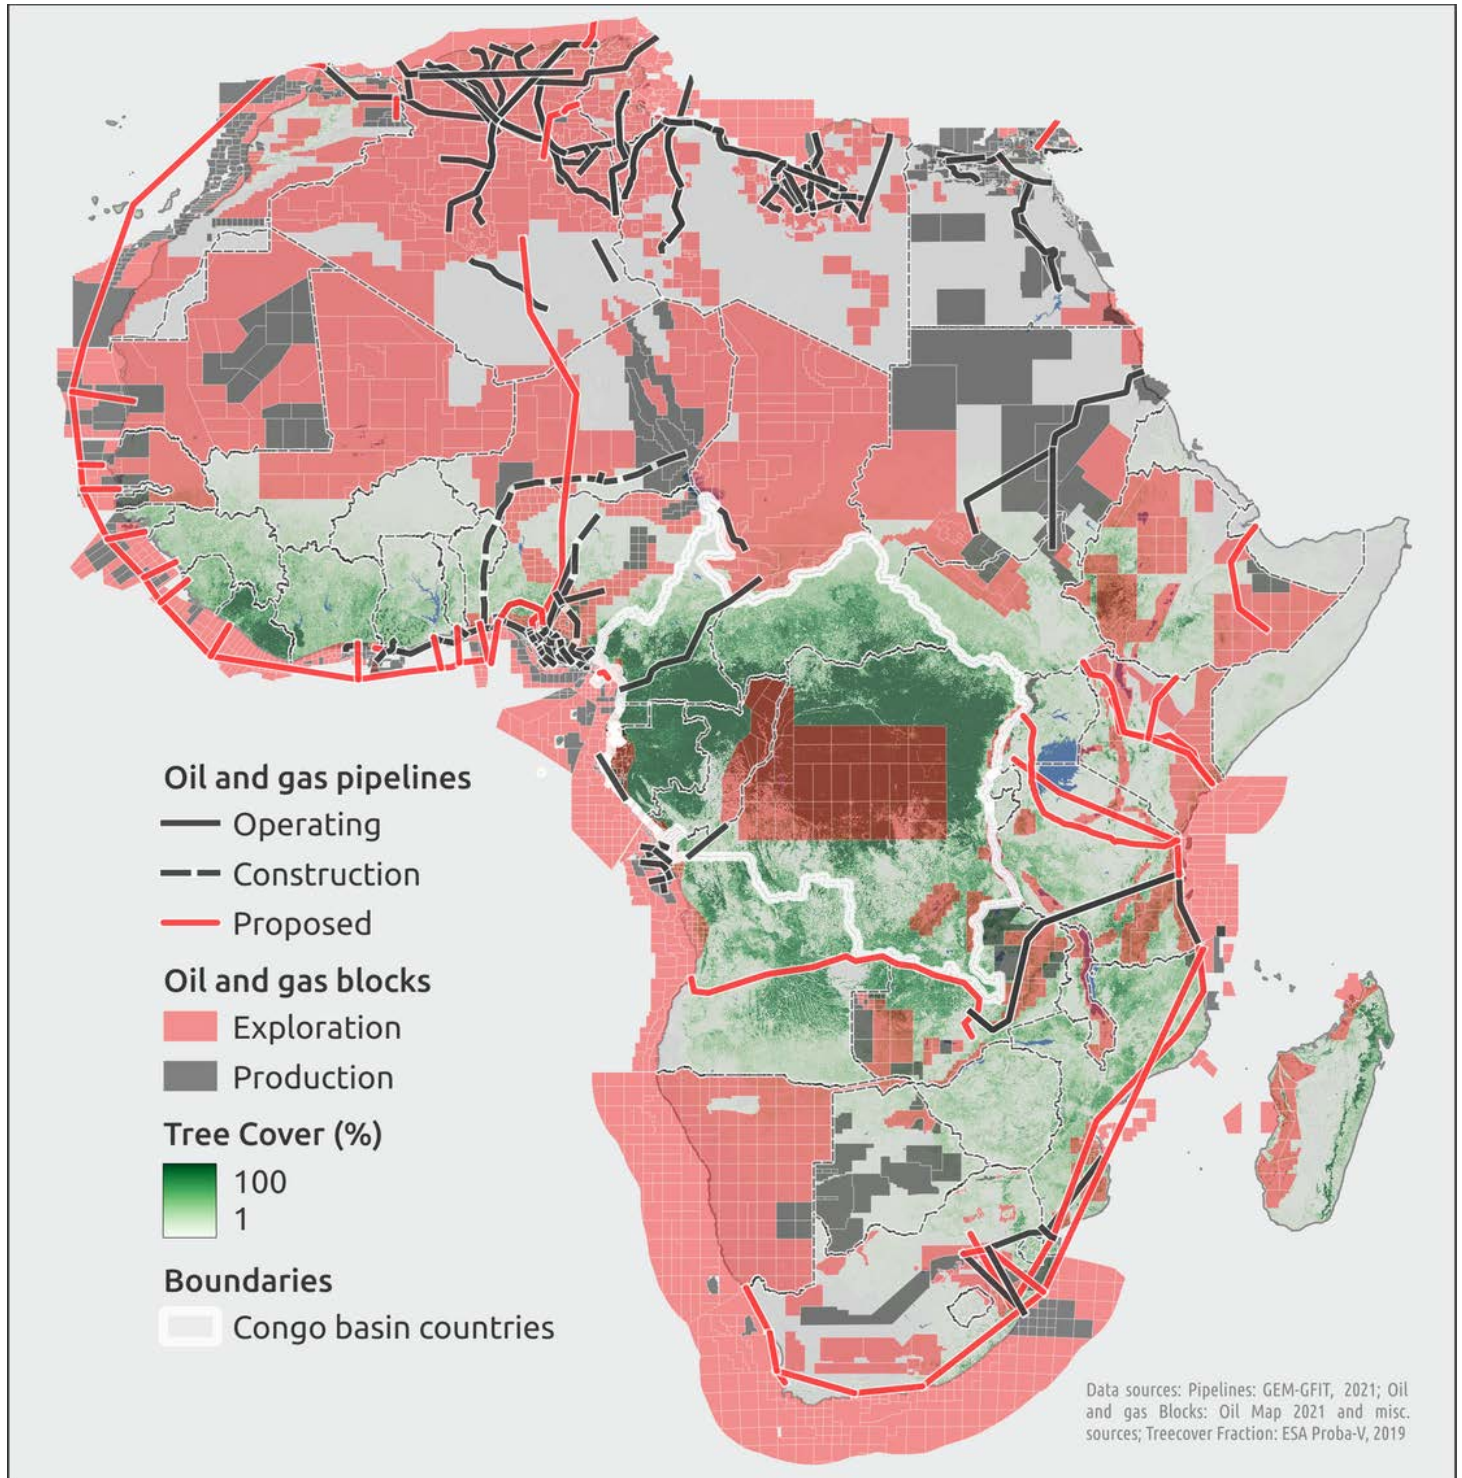 Oil and gas pipelines
Operating
Construction
Proposed
Oil and gas blocks
Exploration
Production
Tree Cover (%)
100
1
Boundaries
Congo basin countries
Data sources: Pipelines: GEM-GFIT, 2021; Oil
and gas Blocks: Oil Map 2021 and misc.
sources; Treecover Fraction: ESA Proba-V, 2019